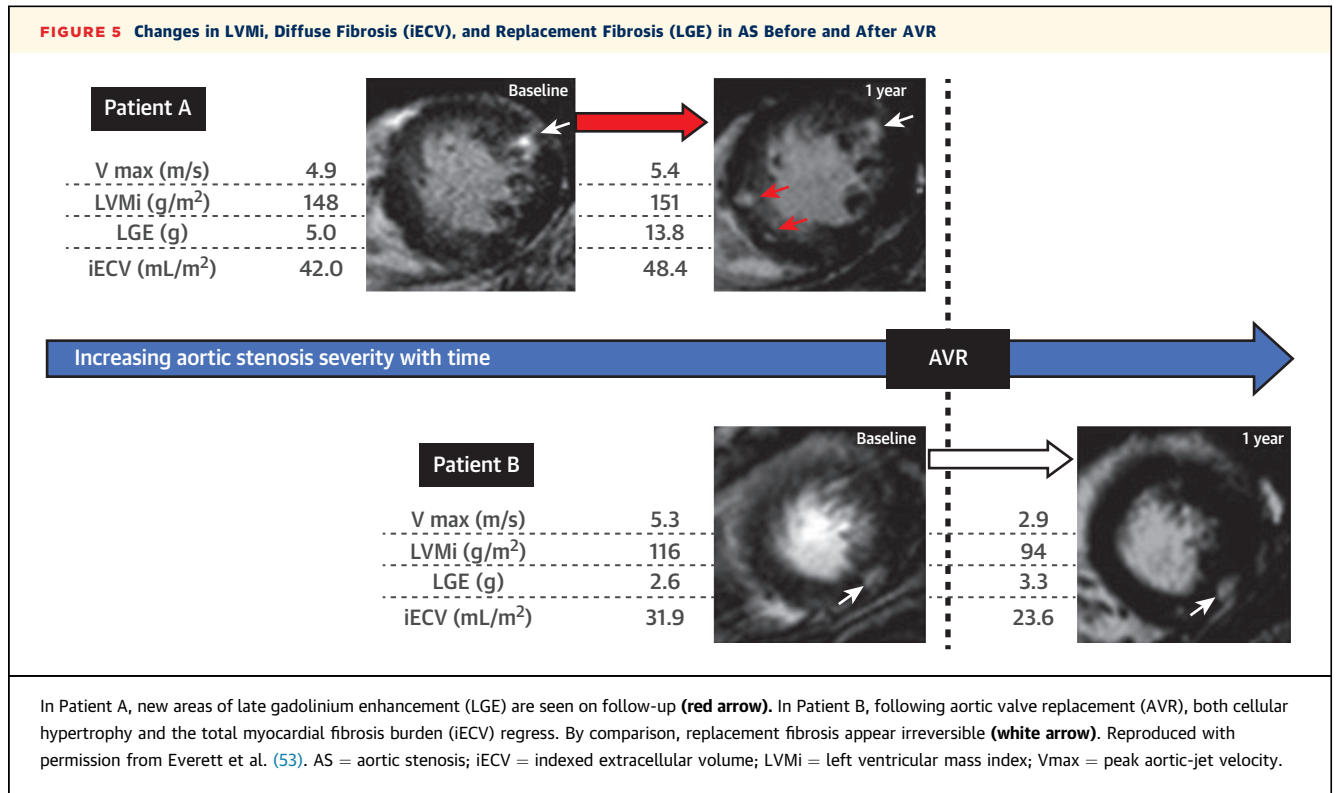 FIGURE 5 Changes in LVMi, Diffuse Fibrosis (iECV), and Replacement Fibrosis (LGE) in AS Before and After AVR
Patient A
Baseline
1 year
V max (m/s) 4.9 5.4
LVMi (g/m²) 148 151
LGE (g) 5.0 13.8
iECV (mL/m²) 42.0 48.4
Increasing aortic stenosis severity with time
AVR
Patient B
Baseline
1 year
V max (m/s) 5.3 2.9
LVMi (g/m²) 116 94
LGE (g) 2.6 3.3
iECV (mL/m²) 31.9 23.6
In Patient A, new areas of late gadolinium enhancement (LGE) are seen on follow-up (red arrow). In Patient B, following aortic valve replacement (AVR), both cellular
hypertrophy and the total myocardial fibrosis burden (iECV) regress. By comparison, replacement fibrosis appear irreversible (white arrow). Reproduced with
permission from Everett et al. (53). AS = aortic stenosis; iECV = indexed extracellular volume; LVMi = left ventricular mass index; Vmax = peak aortic-jet velocity.